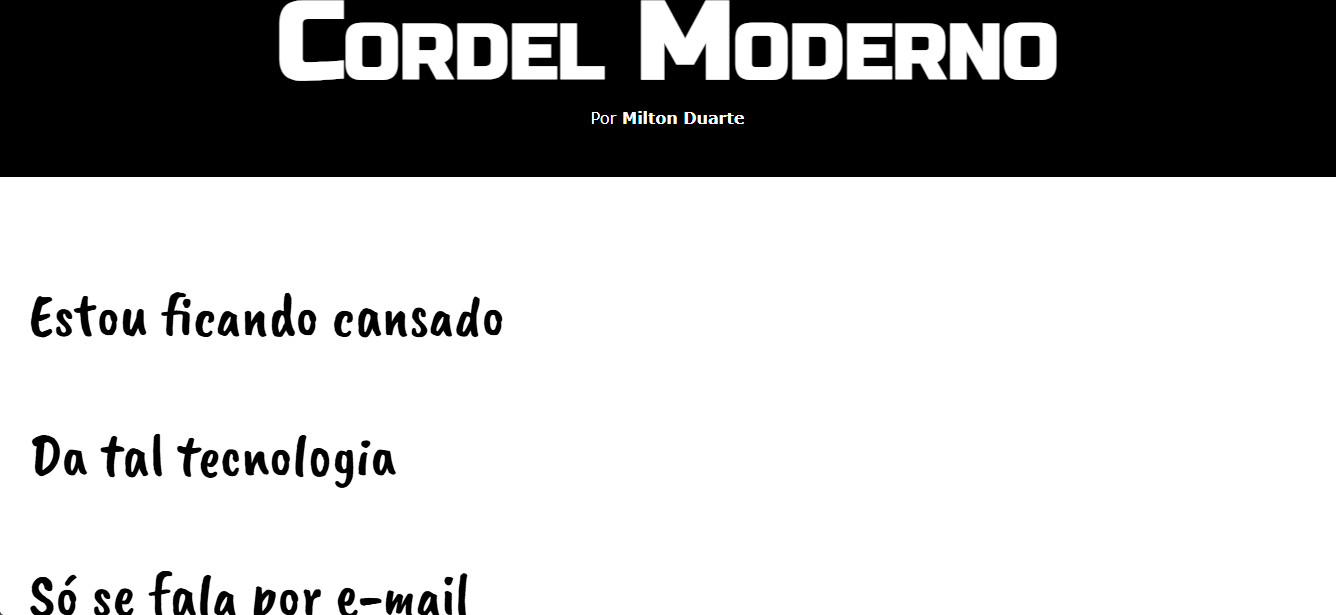 Cordel Moderno
Por Milton Duarte
Estou ficando cansado
Da tal tecnologia
Só se fala por e-mail